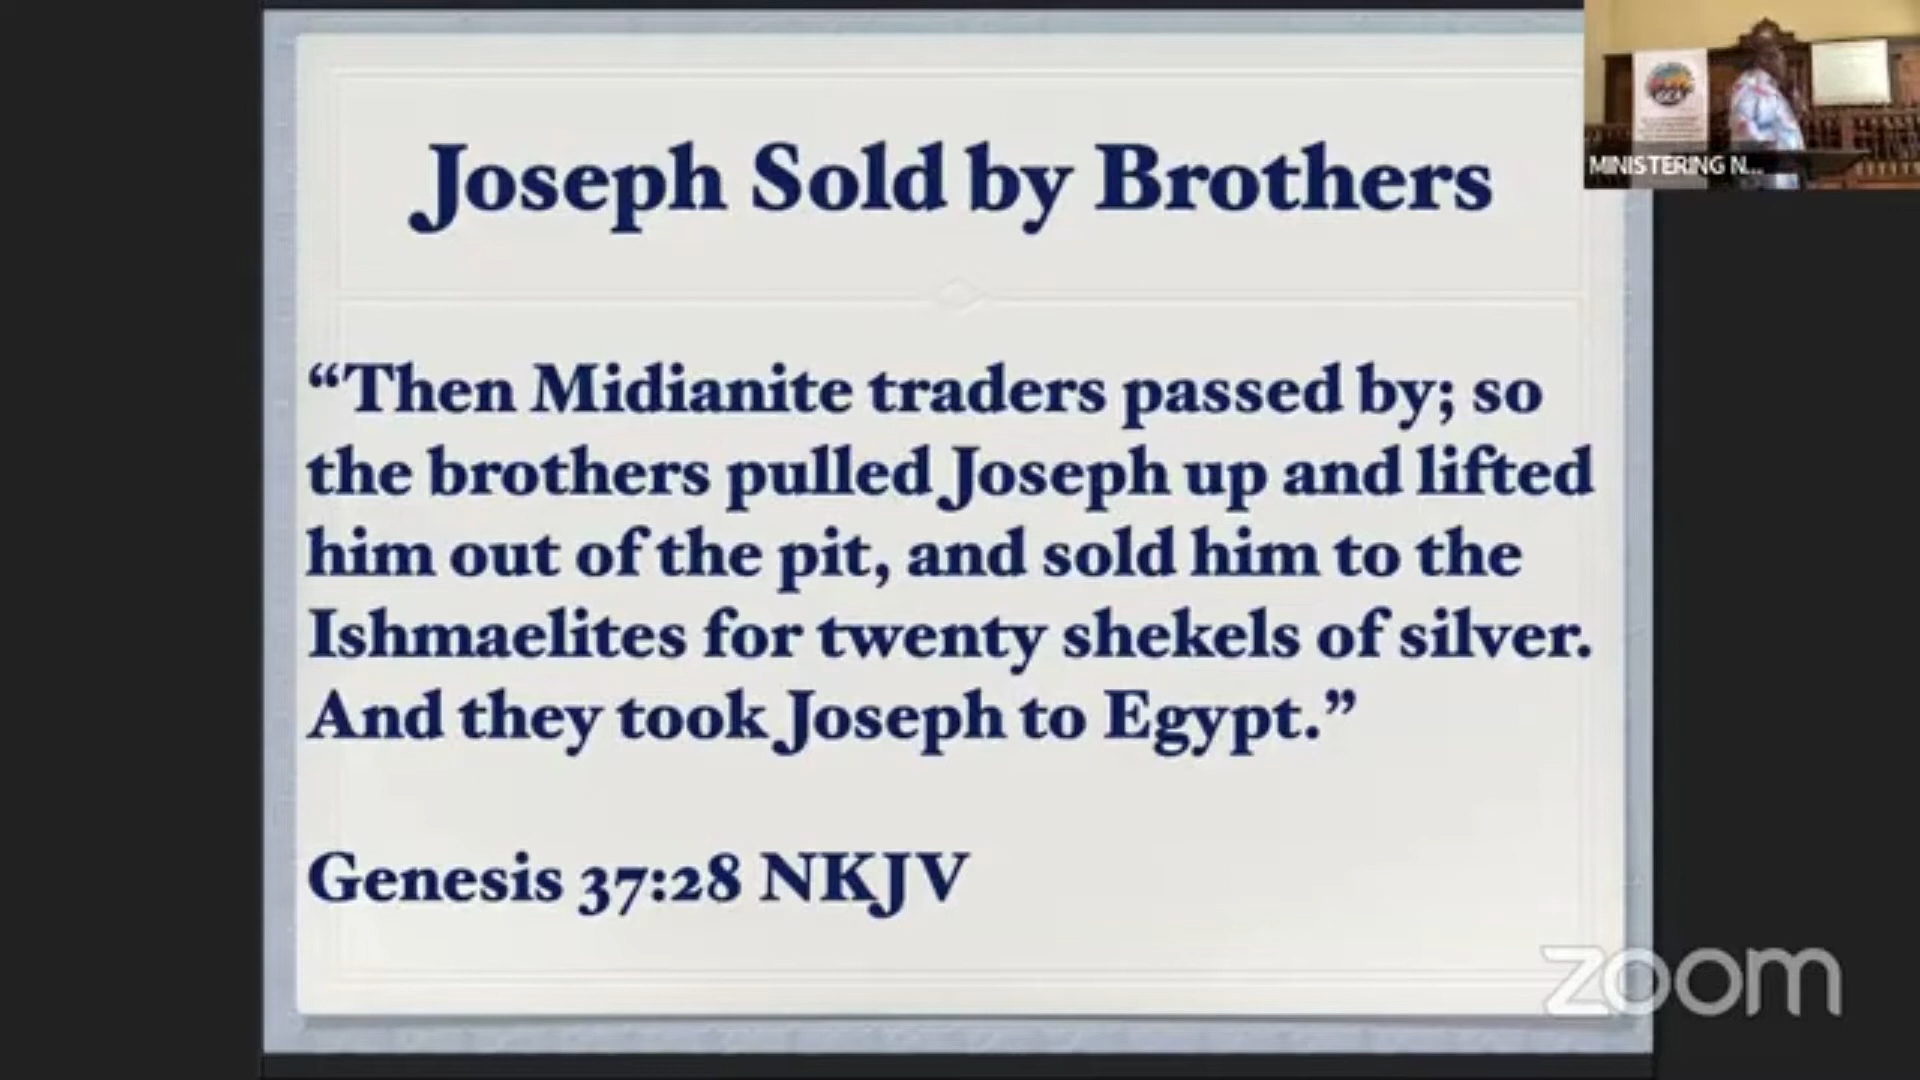 Joseph Sold by Brothers
MINISTERING N...
“Then Midianite traders passed by; so
the brothers pulled Joseph up and lifted
him out of the pit, and sold him to the
Ishmaelites for twenty shekels of silver.
And they took Joseph to Egypt.”
Genesis 37:28 NKJV
zoom